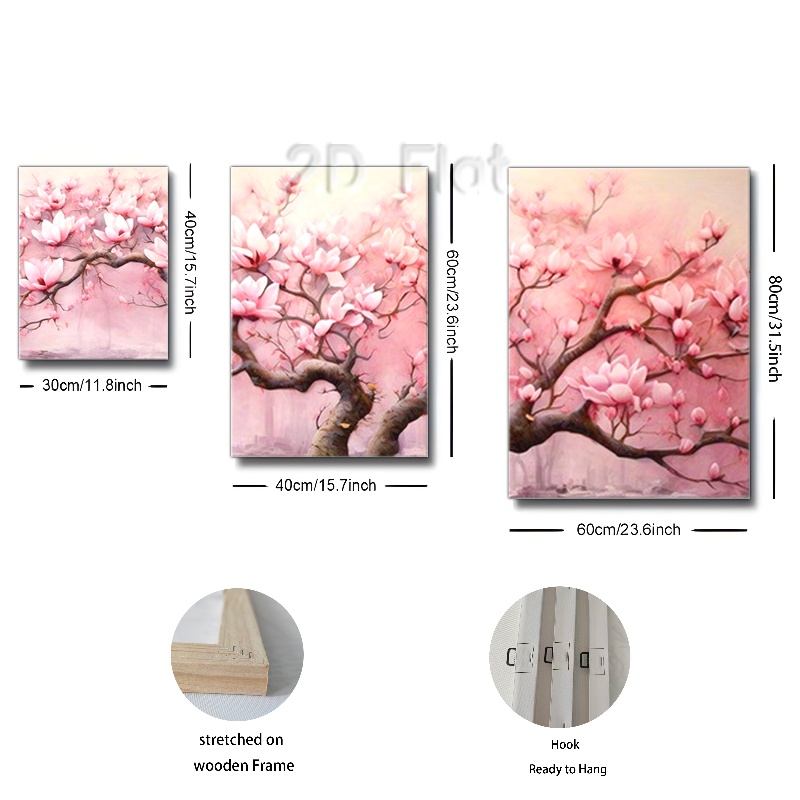 2D Flat
40cm/15.7inch
30cm/11.8inch
60cm/23.6inch
40cm/15.7inch
80cm/31.5inch
60cm/23.6inch
stretched on
wooden Frame
Hook
Ready to Hang